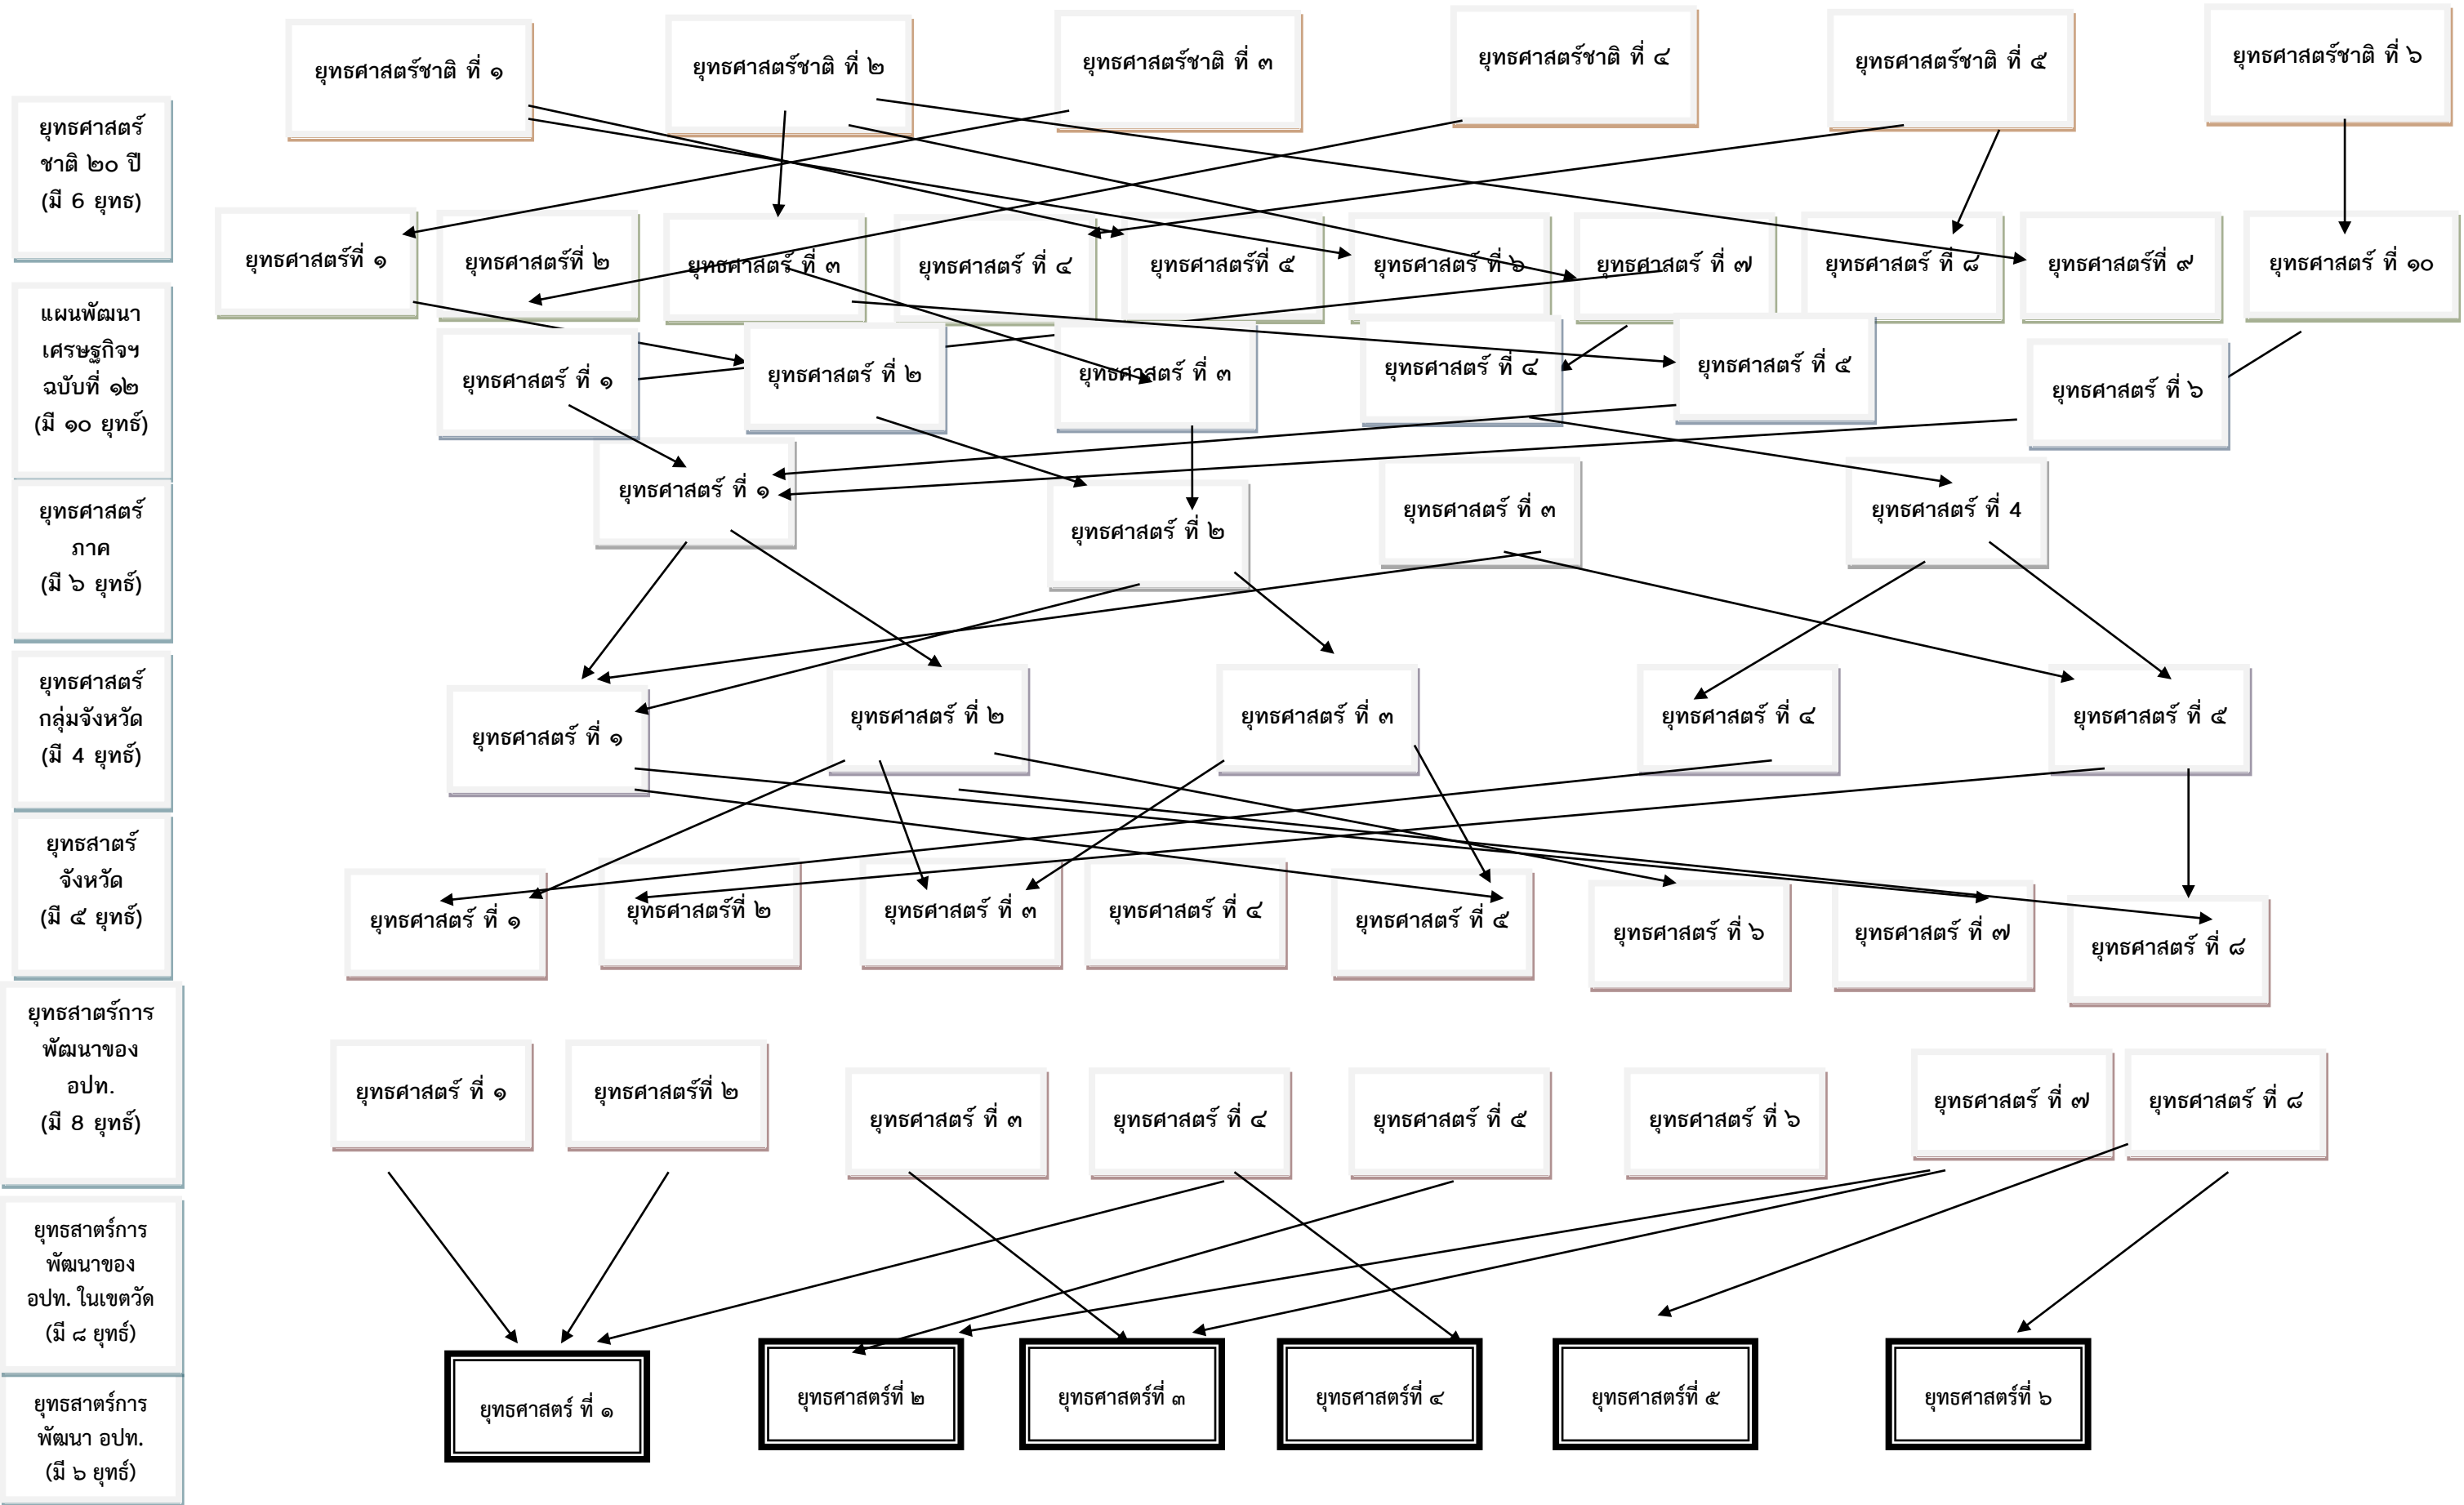 ยุทธศาสตร์ชาติ ที่ ๑
ยุทธศาสตร์ชาติ ที่ ๒
ยุทธศาสตร์ชาติ ที่ ๓
ยุทธศาสตร์ชาติ ที่ ๔
ยุทธศาสตร์ชาติ ที่ ๕
ยุทธศาสตร์ชาติ ที่ ๖
ยุทธศาสตร์
ชาติ ๒๐ ปี
(มี 6 ยุทธ)
ยุทธศาสตร์ที่ ๑
ยุทธศาสตร์ที่ ๒
ยุทธศาสตร์ ที่ ๓
ยุทธศาสตร์ ที่ ๔
ยุทธศาสตร์ที่ ๕
ยุทธศาสตร์ ที่ ๖
ยุทธศาสตร์ ที่ ๗
ยุทธศาสตร์ ที่ ๘
ยุทธศาสตร์ที่ ๙
ยุทธศาสตร์ ที่ ๑๐
แผนพัฒนา
เศรษฐกิจฯ
ฉบับที่ ๑๒
(มี ๑๐ ยุทธ์)
ยุทธศาสตร์ ที่ ๑
ยุทธศาสตร์ ที่ ๒
ยุทธศาสตร์ ที่ ๓
ยุทธศาสตร์ ที่ ๔
ยุทธศาสตร์ ที่ ๕
ยุทธศาสตร์ ที่ ๖
ยุทธศาสตร์
ภาค
(มี ๖ ยุทธ์)
ยุทธศาสตร์ ที่ ๑
ยุทธศาสตร์ ที่ ๒
ยุทธศาสตร์ ที่ ๓
ยุทธศาสตร์ ที่ 4
ยุทธศาสตร์
กลุ่มจังหวัด
(มี 4 ยุทธ์)
ยุทธศาสตร์ ที่ ๑
ยุทธศาสตร์ ที่ ๒
ยุทธศาสตร์ ที่ ๓
ยุทธศาสตร์ ที่ ๔
ยุทธศาสตร์ ที่ ๕
ยุทธสาตร์
จังหวัด
(มี ๕ ยุทธ์)
ยุทธศาสตร์ ที่ ๑
ยุทธศาสตร์ที่ ๒
ยุทธศาสตร์ ที่ ๓
ยุทธศาสตร์ ที่ ๔
ยุทธศาสตร์ ที่ ๕
ยุทธศาสตร์ ที่ ๖
ยุทธศาสตร์ ที่ ๗
ยุทธศาสตร์ ที่ ๘
ยุทธสาตร์การ
พัฒนาของ
อปท.
(มี 8 ยุทธ์)
ยุทธศาสตร์ ที่ ๑
ยุทธศาสตร์ที่ ๒
ยุทธศาสตร์ ที่ ๓
ยุทธศาสตร์ ที่ ๔
ยุทธศาสตร์ ที่ ๕
ยุทธศาสตร์ ที่ ๖
ยุทธศาสตร์ ที่ ๗
ยุทธศาสตร์ ที่ ๘
ยุทธสาตร์การ
พัฒนาของ
อปท. ในเขตวัด
(มี ๘ ยุทธ์)
ยุทธศาสตร์ ที่ ๑
ยุทธศาสตร์ที่ ๒
ยุทธศาสตร์ที่ ๓
ยุทธศาสตร์ที่ ๔
ยุทธศาสตร์ที่ ๕
ยุทธศาสตร์ที่ ๖
ยุทธสาตร์การ
พัฒนา อปท.
(มี ๖ ยุทธ์)